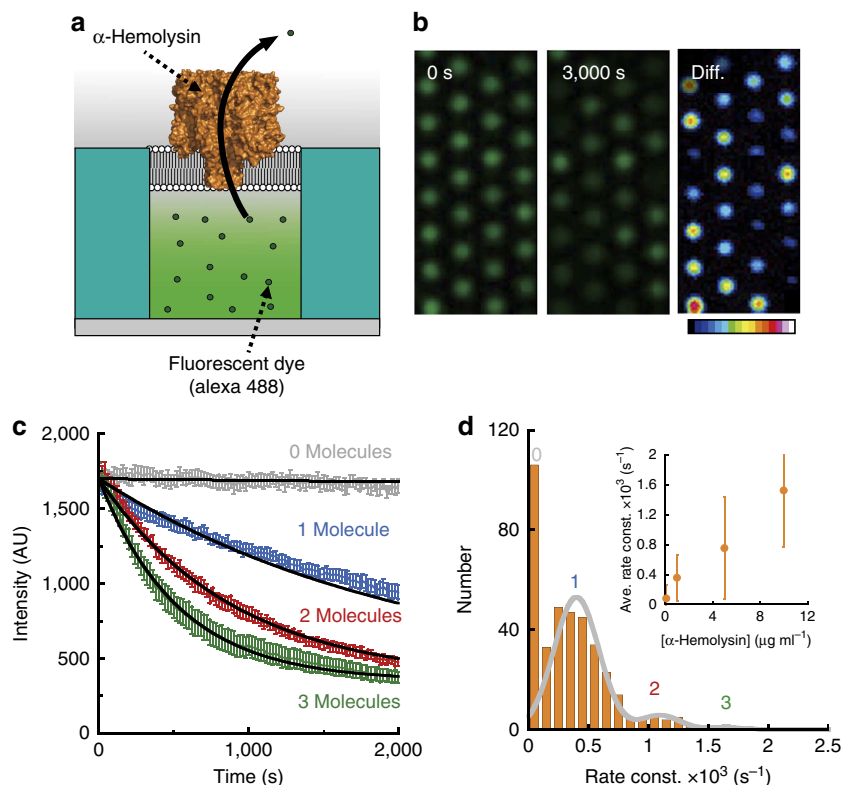 a
α-Hemolysin
Fluorescent dye
(alexa 488)
b
0 s
3,000 s
Diff.
c
Intensity (AU)
2,000
1,500
1,000
500
0
0
1,000
2,000
Time (s)
0 Molecules
1 Molecule
2 Molecules
3 Molecules
d
Number
120
80
40
0
0
0.5
1.0
1.5
2.0
2.5
Rate const. ×10³ (s⁻¹)
0
1
2
3
Ave. rate const. ×10³ (s⁻¹)
2
1.6
1.2
0.8
0.4
0
0
4
8
12
[α-Hemolysin] (μg ml⁻¹)